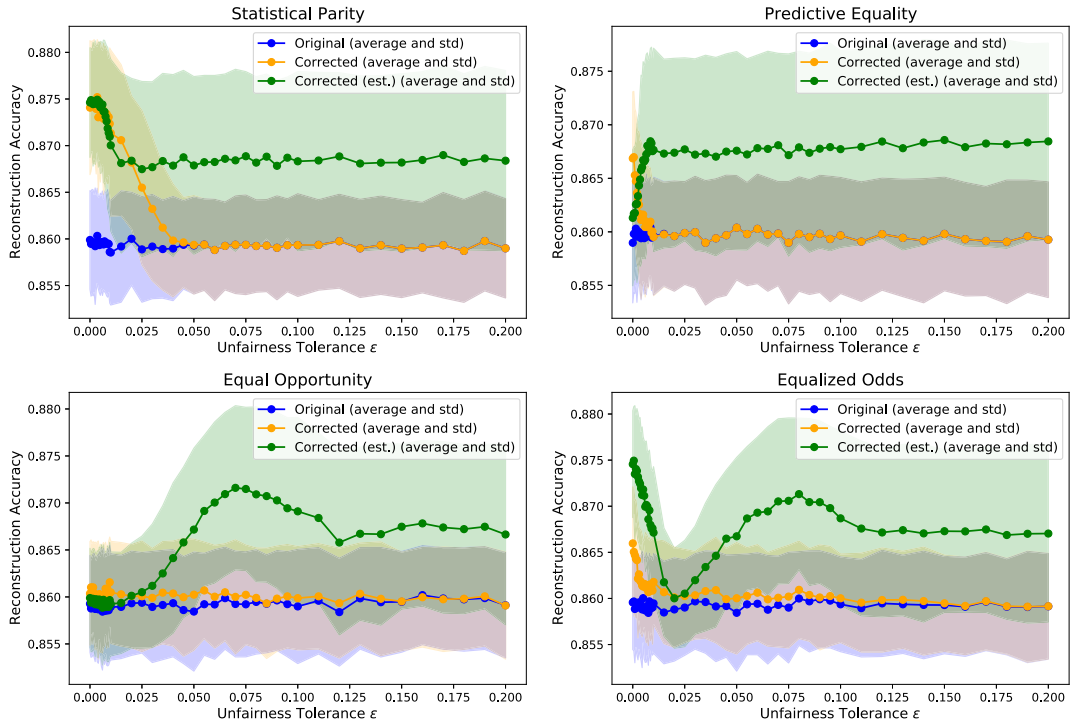 Statistical Parity
Reconstruction Accuracy
0.880
0.875
0.870
0.865
0.860
0.855
Original (average and std)
Corrected (average and std)
Corrected (est.) (average and std)
0.000 0.025 0.050 0.075 0.100 0.125 0.150 0.175 0.200
Unfairness Tolerance ε
Predictive Equality
Reconstruction Accuracy
0.875
0.870
0.865
0.860
0.855
Original (average and std)
Corrected (average and std)
Corrected (est.) (average and std)
0.000 0.025 0.050 0.075 0.100 0.125 0.150 0.175 0.200
Unfairness Tolerance ε
Equal Opportunity
Reconstruction Accuracy
0.880
0.875
0.870
0.865
0.860
0.855
Original (average and std)
Corrected (average and std)
Corrected (est.) (average and std)
0.000 0.025 0.050 0.075 0.100 0.125 0.150 0.175 0.200
Unfairness Tolerance ε
Equalized Odds
Reconstruction Accuracy
0.880
0.875
0.870
0.865
0.860
0.855
Original (average and std)
Corrected (average and std)
Corrected (est.) (average and std)
0.000 0.025 0.050 0.075 0.100 0.125 0.150 0.175 0.200
Unfairness Tolerance ε